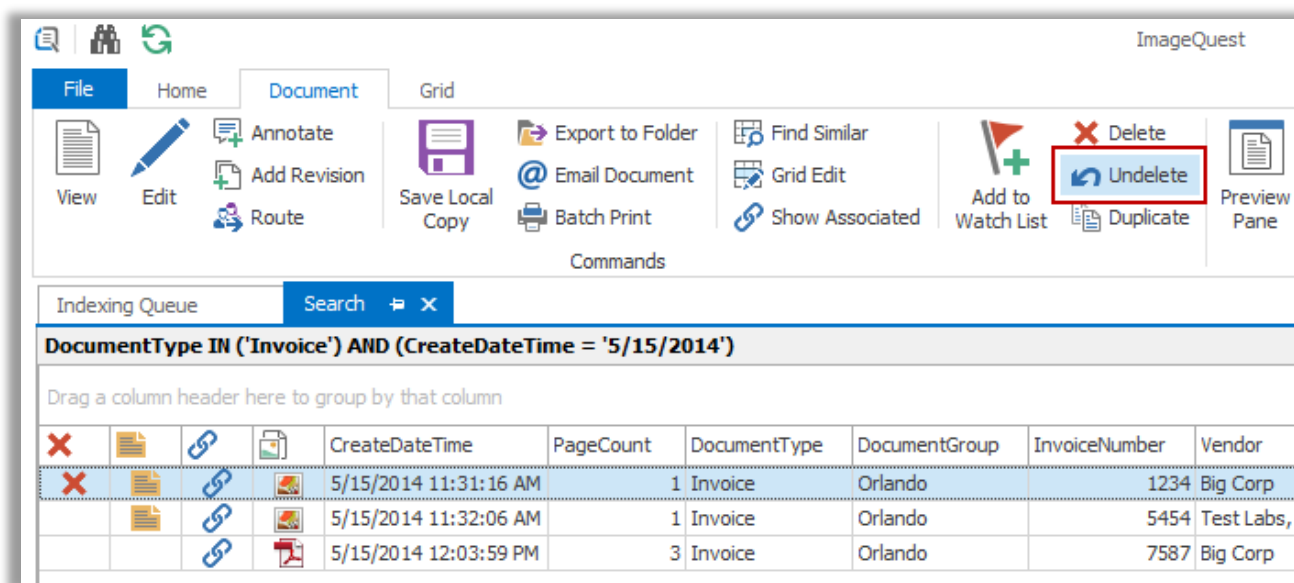 ImageQuest
File Home Document Grid
View Edit Annotate Add Revision Route Save Local Copy Export to Folder Email Document Batch Print Find Similar Grid Edit Show Associated Add to Watch List Delete Undelete Duplicate Preview Pane
Commands
Indexing Queue Search
DocumentType IN ('Invoice') AND (CreateDateTime = '5/15/2014')
Drag a column header here to group by that column
CreateDateTime PageCount DocumentType DocumentGroup InvoiceNumber Vendor
5/15/2014 11:31:16 AM 1 Invoice Orlando 1234 Big Corp
5/15/2014 11:32:06 AM 1 Invoice Orlando 5454 Test Labs,
5/15/2014 12:03:59 PM 3 Invoice Orlando 7587 Big Corp